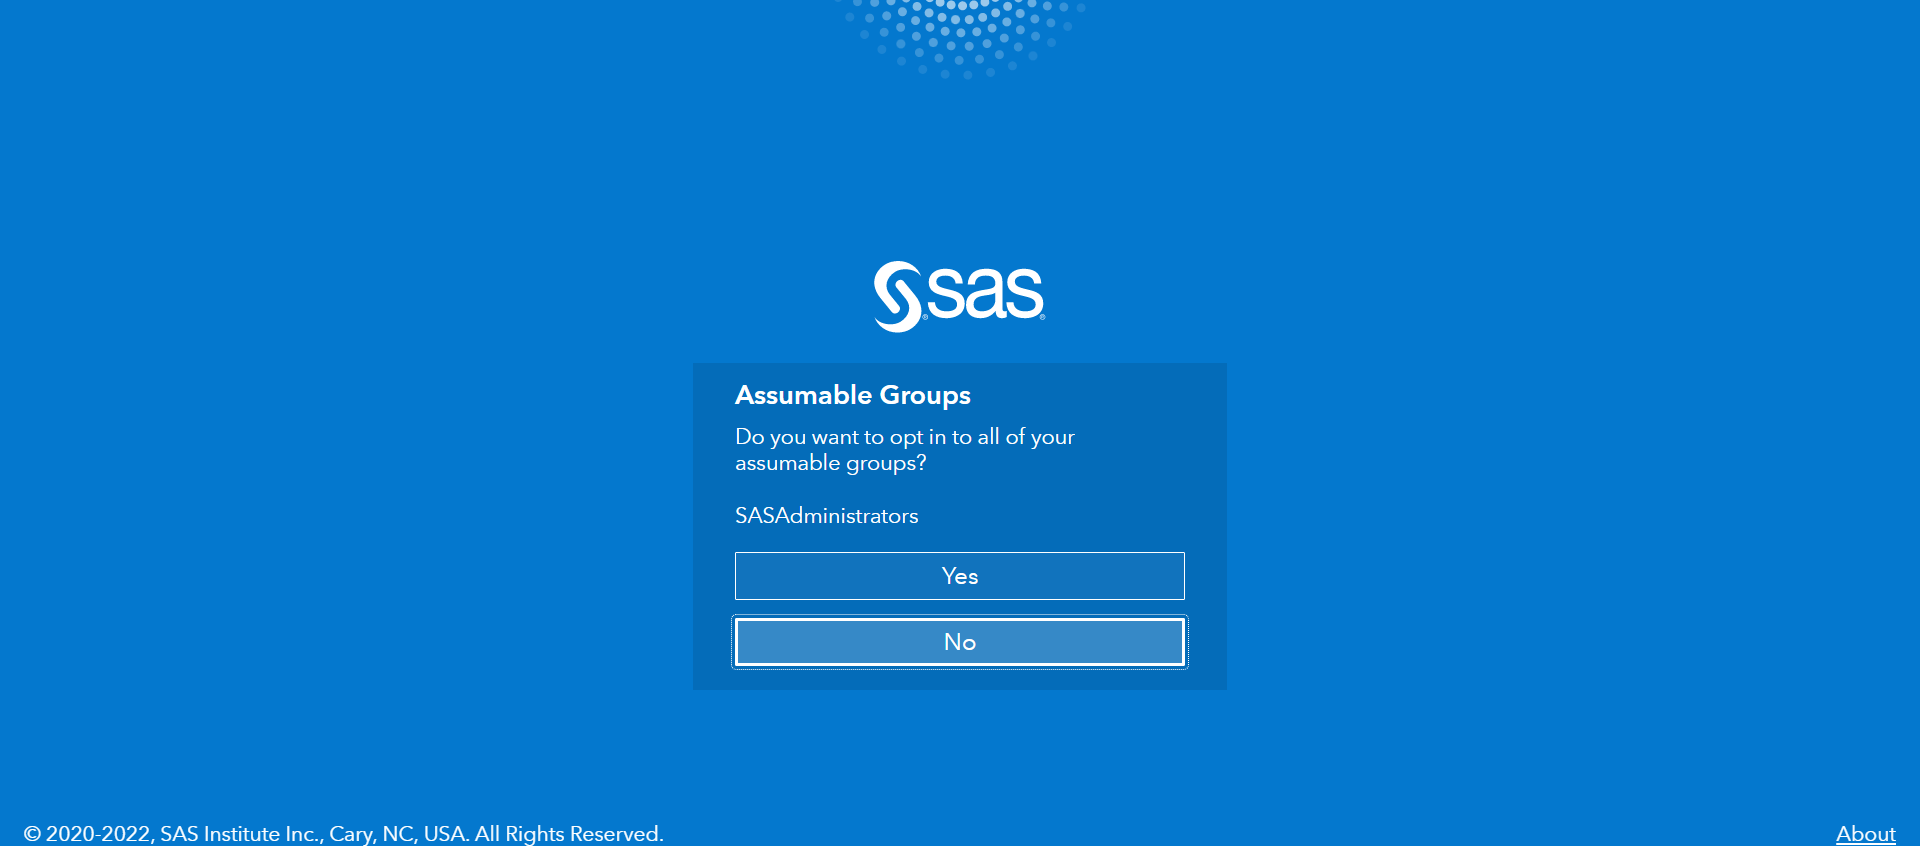 sas
Assumable Groups
Do you want to opt in to all of your
assumable groups?
SASAdministrators
Yes
No
© 2020-2022, SAS Institute Inc., Cary, NC, USA. All Rights Reserved.
About